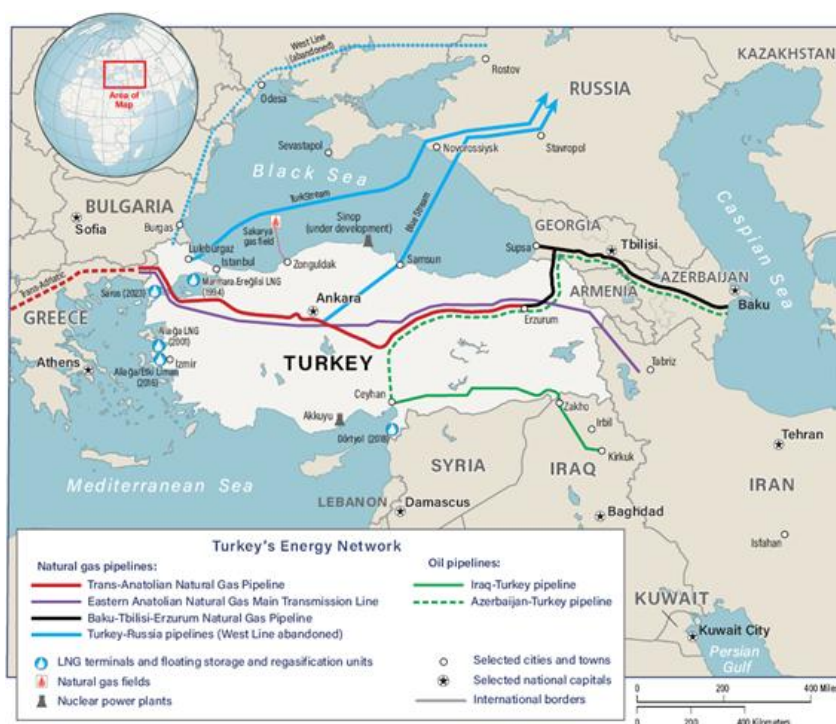 Area of
Map
West Line
(abandoned)
Rostov
KAZAKHSTAN
RUSSIA
Odesa
Sevastapol
Novorossiysk
Stavropol
Black Sea
TurkStream
Blue Stream
Caspian Sea
BULGARIA
Sofia
Burgas
Luleburgaz
Istanbul
Sakarya
gas field
Sinop
(under development)
Zonguldak
Samsun
GEORGIA
Supsa
Tbilisi
AZERBAIJAN
ARMENIA
Baku
Trans-Adriatic
Marmara Ereğlisi LNG
(1994)
Saros (2023)
Ankara
Erzurum
GREECE
Aliağa LNG
(2001)
Izmir
Athens
Aliağa/Etki Liman
(2016)
TURKEY
Tabriz
Ceyhan
Akkuyu
Dörtyol (2018)
Zakho
Irbil
Kirkuk
Tehran
Mediterranean Sea
SYRIA
IRAQ
IRAN
LEBANON
Damascus
Baghdad
Isfahan
KUWAIT
Kuwait City
Persian
Gulf
Turkey's Energy Network
Natural gas pipelines:
Trans-Anatolian Natural Gas Pipeline
Eastern Anatolian Natural Gas Main Transmission Line
Baku-Tbilisi-Erzurum Natural Gas Pipeline
Turkey-Russia pipelines (West Line abandoned)
Oil pipelines:
Iraq-Turkey pipeline
Azerbaijan-Turkey pipeline
LNG terminals and floating storage and regasification units
Natural gas fields
Nuclear power plants
Selected cities and towns
Selected national capitals
International borders
0 200 400 Miles
0 200 400 Kilometers